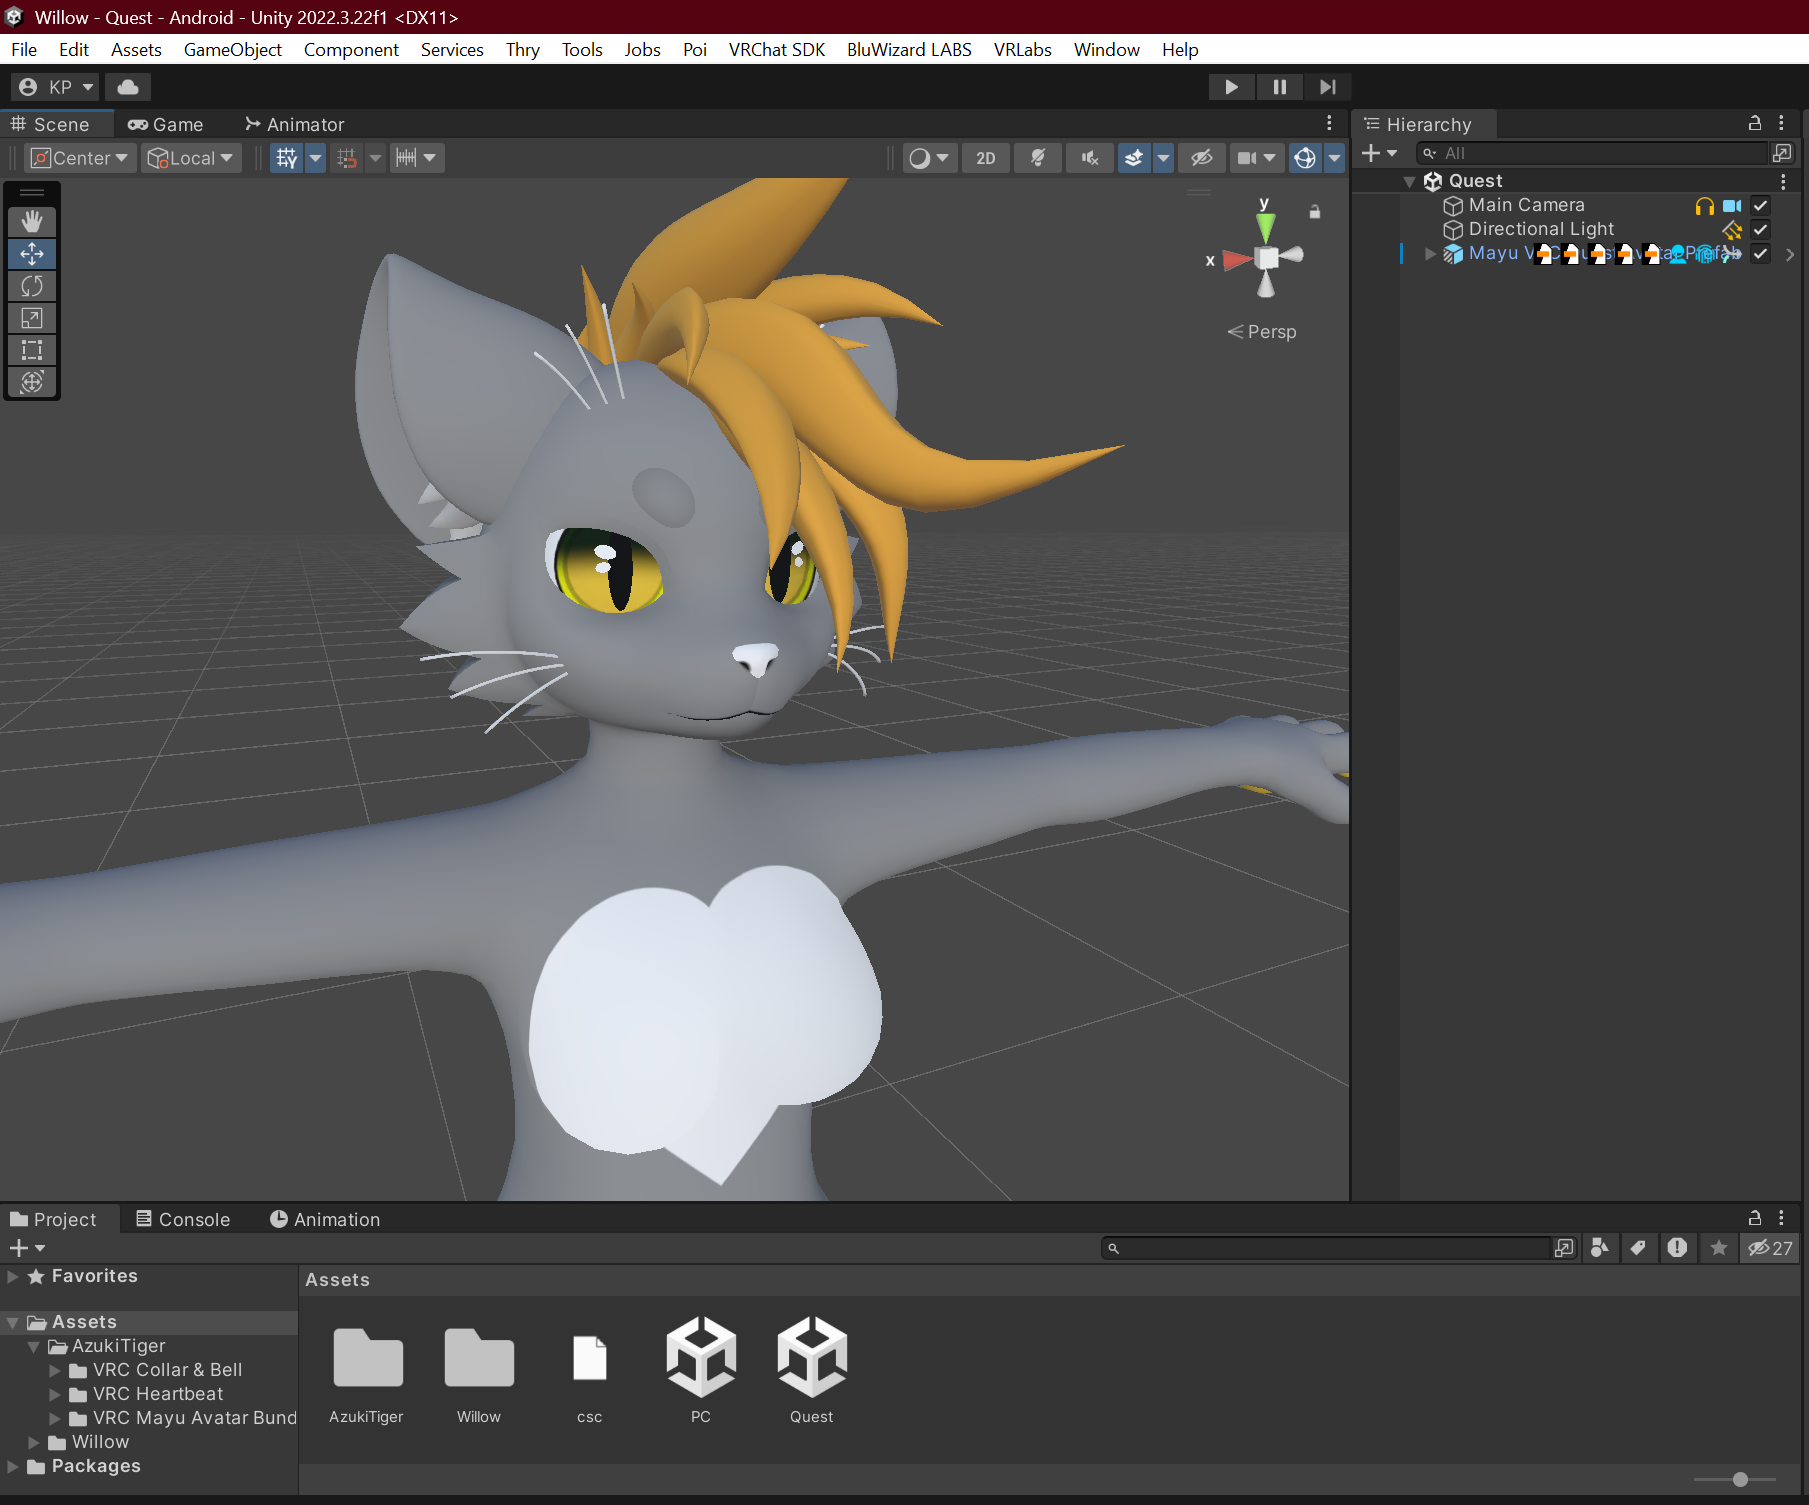 Willow - Quest - Android - Unity 2022.3.22f1 <DX11>
File Edit Assets GameObject Component Services Thry Tools Jobs Poi VRChat SDK BluWizard LABS VRLabs Window Help
KP
Scene Game Animator
Hierarchy
Center Local
2D
All
Quest
Main Camera
Directional Light
Mayu
y
x
Persp
Project Console Animation
27
Favorites
Assets
AzukiTiger
VRC Collar & Bell
VRC Heartbeat
VRC Mayu Avatar Bund
Willow
Packages
Assets
AzukiTiger Willow csc PC Quest